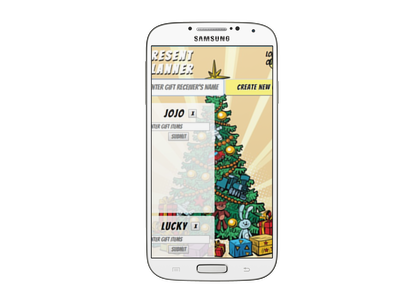 SAMSUNG
RESENT
LANNER
LO
NTER GIFT RECEIVER'S NAME
CREATE NEW
JOJO X
NTER GIFT ITEMS
SUBMIT
LUCKY X
NTER GIFT ITEMS
SUBMIT